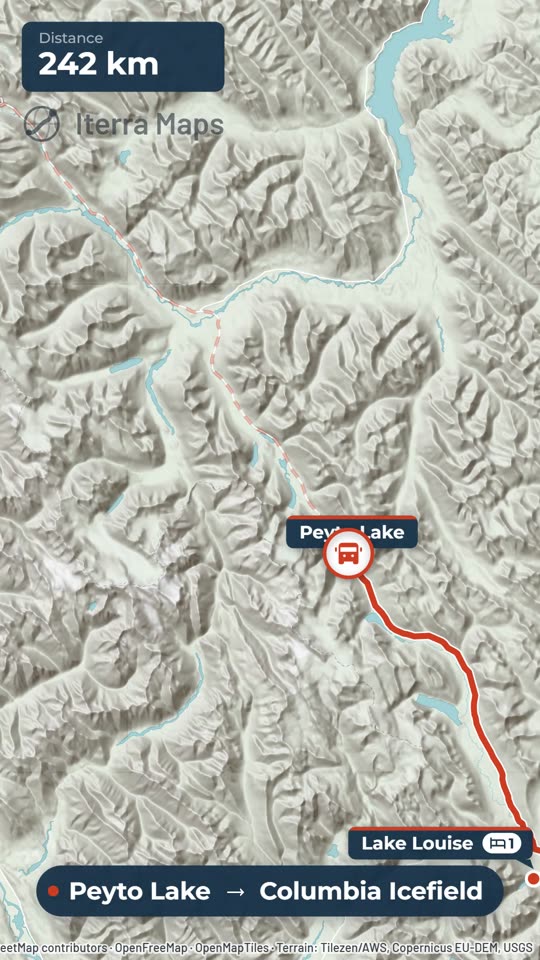 Distance
242 km
Iterra Maps
Peyto Lake
Lake Louise 1
Peyto Lake → Columbia Icefield
eetMap contributors · OpenFreeMap · OpenMapTiles · Terrain: Tilezen/AWS, Copernicus EU-DEM, USGS